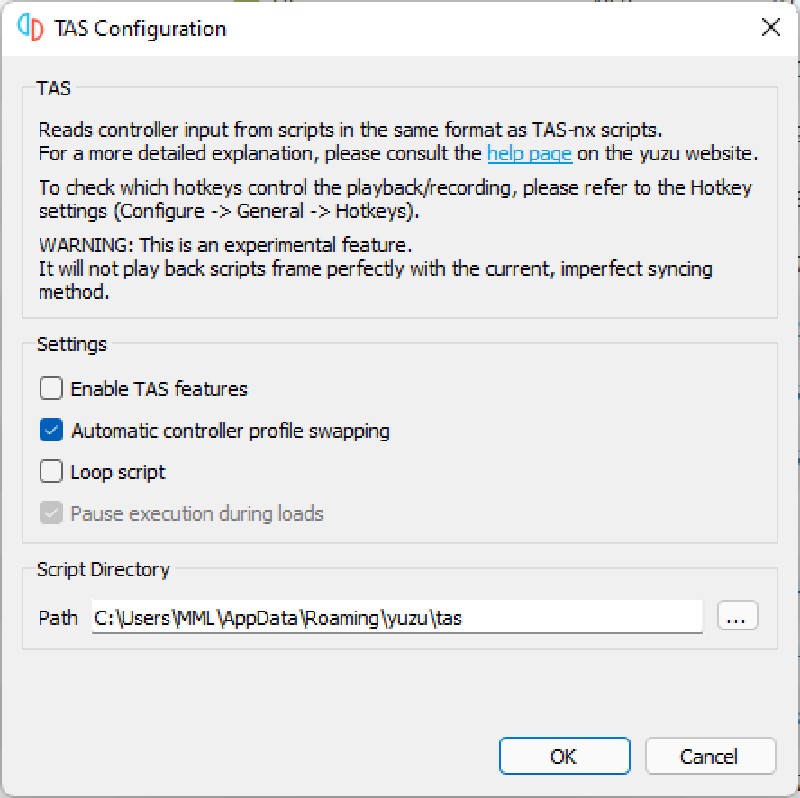 TAS Configuration
TAS
Reads controller input from scripts in the same format as TAS-nx scripts.
For a more detailed explanation, please consult the help page on the yuzu website.
To check which hotkeys control the playback/recording, please refer to the Hotkey
settings (Configure -> General -> Hotkeys).
WARNING: This is an experimental feature.
It will not play back scripts frame perfectly with the current, imperfect syncing
method.
Settings
Enable TAS features
Automatic controller profile swapping
Loop script
Pause execution during loads
Script Directory
Path C:\Users\MML\AppData\Roaming\yuzu\tas ...
OK Cancel